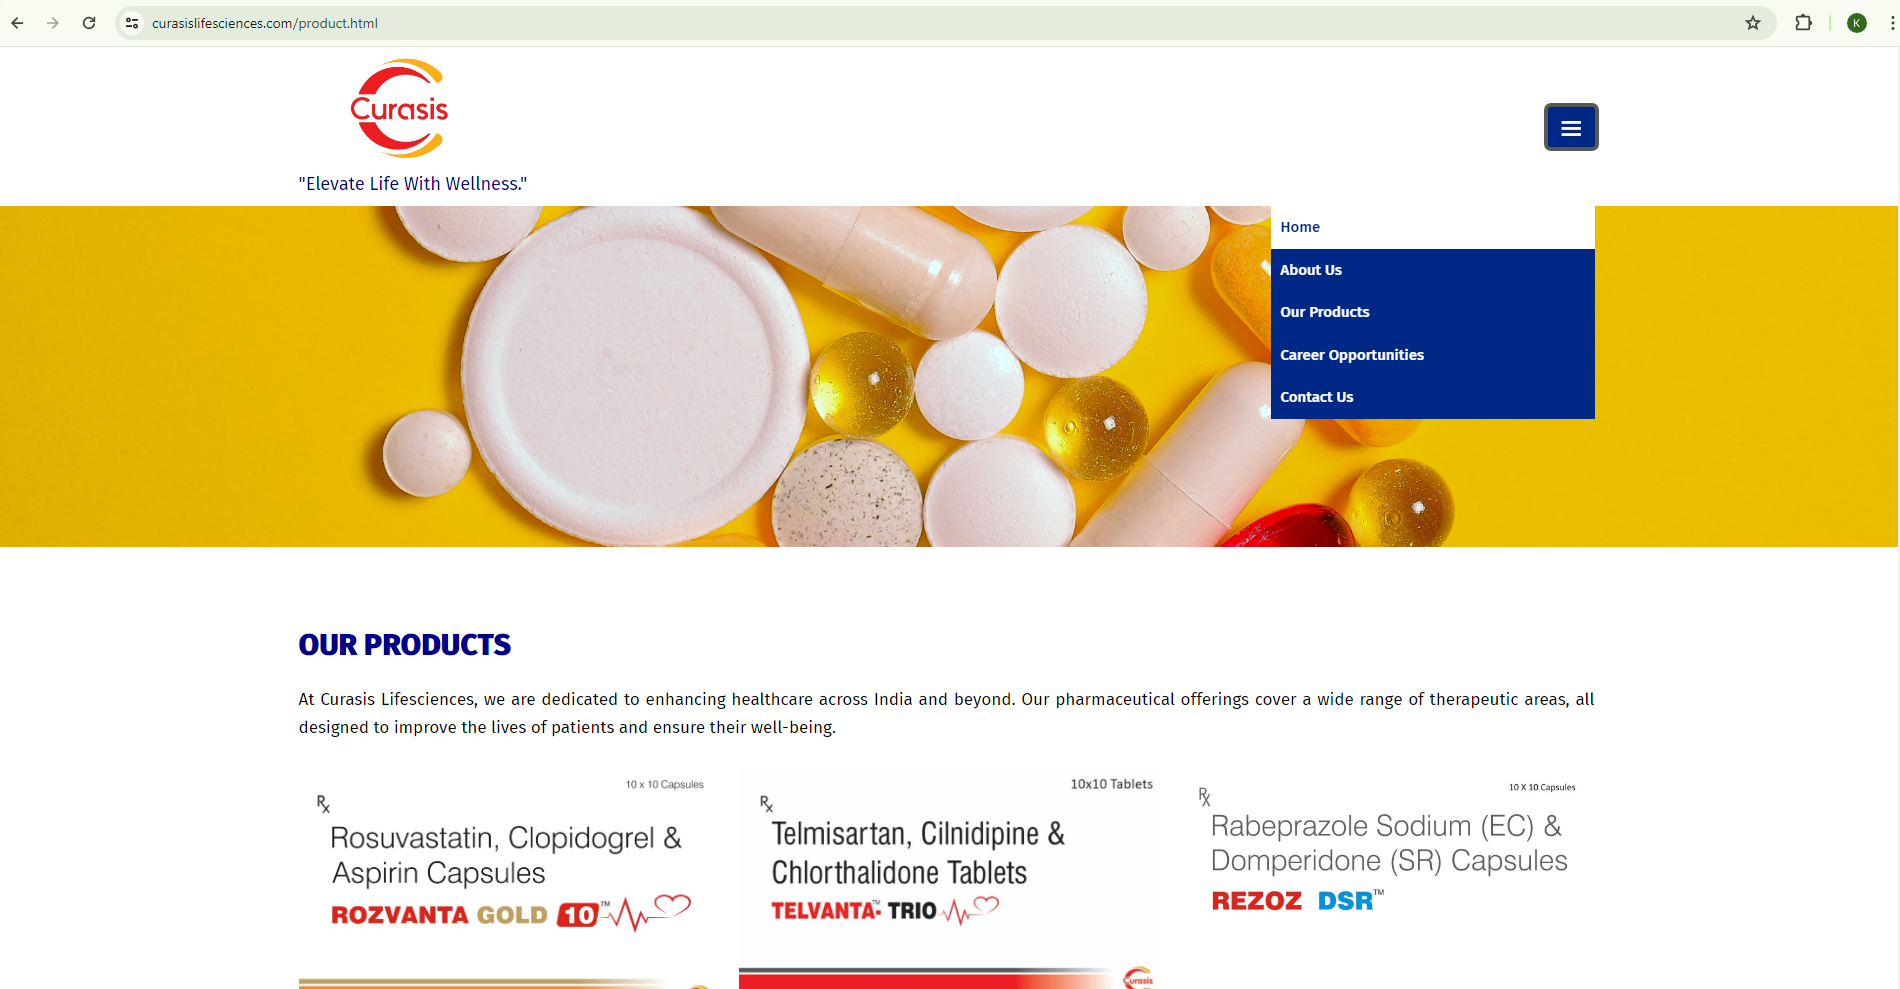 curasislifesciences.com/product.html
K
Curasis
"Elevate Life With Wellness."
Home
About Us
Our Products
Career Opportunities
Contact Us
OUR PRODUCTS
At Curasis Lifesciences, we are dedicated to enhancing healthcare across India and beyond. Our pharmaceutical offerings cover a wide range of therapeutic areas, all
designed to improve the lives of patients and ensure their well-being.
10 x 10 Capsules
Rx
Rosuvastatin, Clopidogrel &
Aspirin Capsules
ROZVANTA GOLD 10™
10x10 Tablets
Rx
Telmisartan, Cilnidipine &
Chlorthalidone Tablets
TELVANTA™- TRIO
Curasis
10 X 10 Capsules
Rx
Rabeprazole Sodium (EC) &
Domperidone (SR) Capsules
REZOZ DSR™